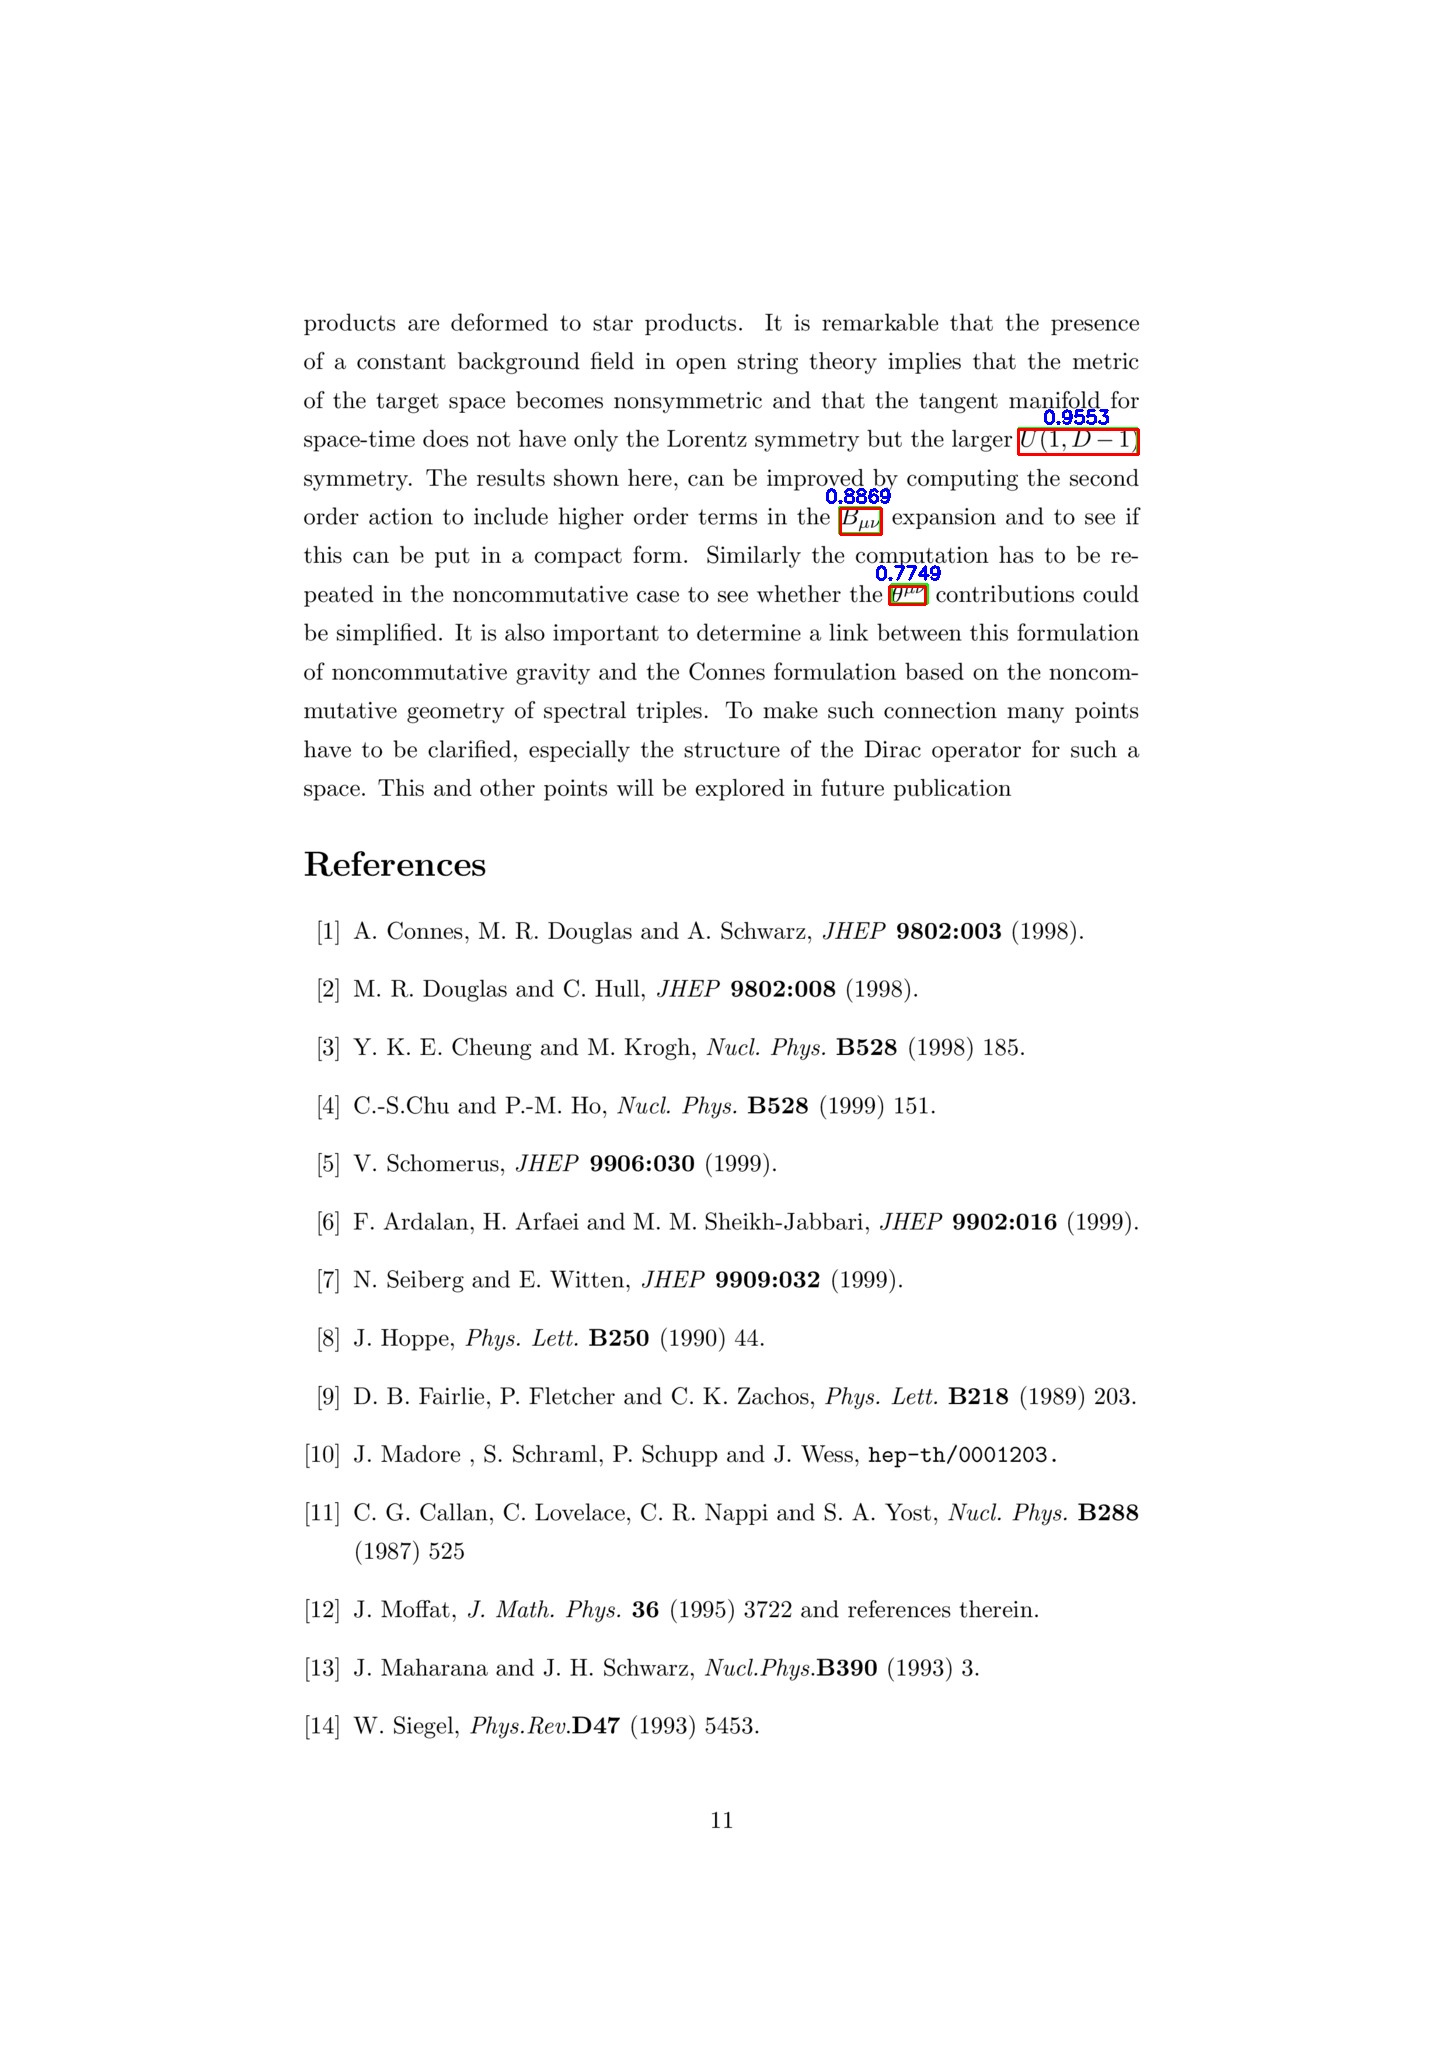 products are deformed to star products. It is remarkable that the presence
of a constant background field in open string theory implies that the metric
of the target space becomes nonsymmetric and that the tangent manifold for
0.9553
space-time does not have only the Lorentz symmetry but the larger U(1, D − 1)
symmetry. The results shown here, can be improved by computing the second
0.8869
order action to include higher order terms in the B_{μν} expansion and to see if
this can be put in a compact form. Similarly the computation has to be re-
0.7749
peated in the noncommutative case to see whether the θ^{μν} contributions could
be simplified. It is also important to determine a link between this formulation
of noncommutative gravity and the Connes formulation based on the noncom-
mutative geometry of spectral triples. To make such connection many points
have to be clarified, especially the structure of the Dirac operator for such a
space. This and other points will be explored in future publication
References
[1] A. Connes, M. R. Douglas and A. Schwarz, JHEP 9802:003 (1998).
[2] M. R. Douglas and C. Hull, JHEP 9802:008 (1998).
[3] Y. K. E. Cheung and M. Krogh, Nucl. Phys. B528 (1998) 185.
[4] C.-S.Chu and P.-M. Ho, Nucl. Phys. B528 (1999) 151.
[5] V. Schomerus, JHEP 9906:030 (1999).
[6] F. Ardalan, H. Arfaei and M. M. Sheikh-Jabbari, JHEP 9902:016 (1999).
[7] N. Seiberg and E. Witten, JHEP 9909:032 (1999).
[8] J. Hoppe, Phys. Lett. B250 (1990) 44.
[9] D. B. Fairlie, P. Fletcher and C. K. Zachos, Phys. Lett. B218 (1989) 203.
[10] J. Madore , S. Schraml, P. Schupp and J. Wess, hep-th/0001203.
[11] C. G. Callan, C. Lovelace, C. R. Nappi and S. A. Yost, Nucl. Phys. B288
(1987) 525
[12] J. Moffat, J. Math. Phys. 36 (1995) 3722 and references therein.
[13] J. Maharana and J. H. Schwarz, Nucl.Phys.B390 (1993) 3.
[14] W. Siegel, Phys.Rev.D47 (1993) 5453.
11